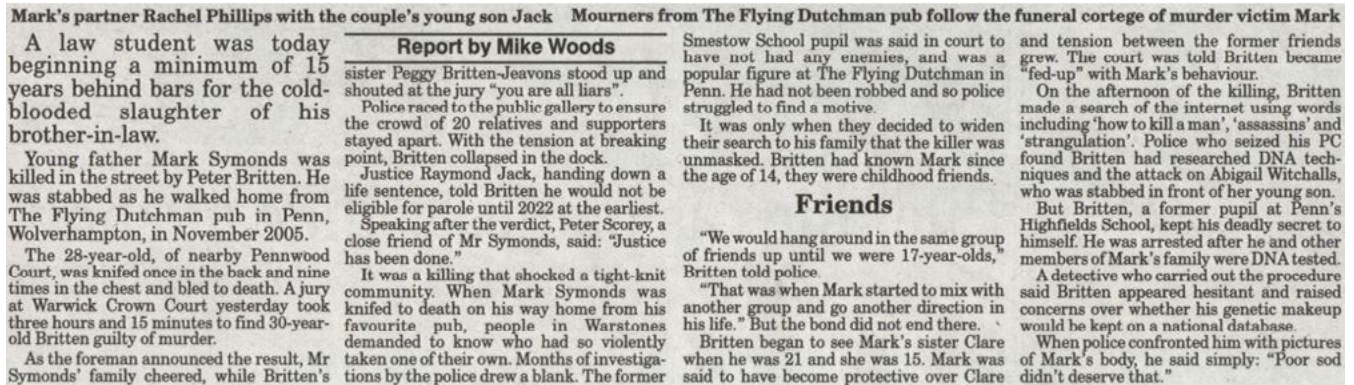 Mark's partner Rachel Phillips with the couple's young son Jack
Mourners from The Flying Dutchman pub follow the funeral cortege of murder victim Mark
A law student was today
beginning a minimum of 15
years behind bars for the cold-
blooded slaughter of his
brother-in-law.
Young father Mark Symonds was
killed in the street by Peter Britten. He
was stabbed as he walked home from
The Flying Dutchman pub in Penn,
Wolverhampton, in November 2005.
The 28-year-old, of nearby Pennwood
Court, was knifed once in the back and nine
times in the chest and bled to death. A jury
at Warwick Crown Court yesterday took
three hours and 15 minutes to find 30-year-
old Britten guilty of murder.
As the foreman announced the result, Mr
Symonds' family cheered, while Britten's
Report by Mike Woods
sister Peggy Britten-Jeavons stood up and
shouted at the jury "you are all liars".
Police raced to the public gallery to ensure
the crowd of 20 relatives and supporters
stayed apart. With the tension at breaking
point, Britten collapsed in the dock.
Justice Raymond Jack, handing down a
life sentence, told Britten he would not be
eligible for parole until 2022 at the earliest.
Speaking after the verdict, Peter Scorey, a
close friend of Mr Symonds, said: "Justice
has been done."
It was a killing that shocked a tight-knit
community. When Mark Symonds was
knifed to death on his way home from his
favourite pub, people in Warstones
demanded to know who had so violently
taken one of their own. Months of investiga-
tions by the police drew a blank. The former
Smestow School pupil was said in court to
have not had any enemies, and was a
popular figure at The Flying Dutchman in
Penn. He had not been robbed and so police
struggled to find a motive.
It was only when they decided to widen
their search to his family that the killer was
unmasked. Britten had known Mark since
the age of 14, they were childhood friends.
Friends
"We would hang around in the same group
of friends up until we were 17-year-olds,"
Britten told police.
"That was when Mark started to mix with
another group and go another direction in
his life." But the bond did not end there.
Britten began to see Mark's sister Clare
when he was 21 and she was 15. Mark was
said to have become protective over Clare
and tension between the former friends
grew. The court was told Britten became
"fed-up" with Mark's behaviour.
On the afternoon of the killing, Britten
made a search of the internet using words
including 'how to kill a man', 'assassins' and
'strangulation'. Police who seized his PC
found Britten had researched DNA tech-
niques and the attack on Abigail Witchalls,
who was stabbed in front of her young son.
But Britten, a former pupil at Penn's
Highfields School, kept his deadly secret to
himself. He was arrested after he and other
members of Mark's family were DNA tested.
A detective who carried out the procedure
said Britten appeared hesitant and raised
concerns over whether his genetic makeup
would be kept on a national database.
When police confronted him with pictures
of Mark's body, he said simply: "Poor sod
didn't deserve that."